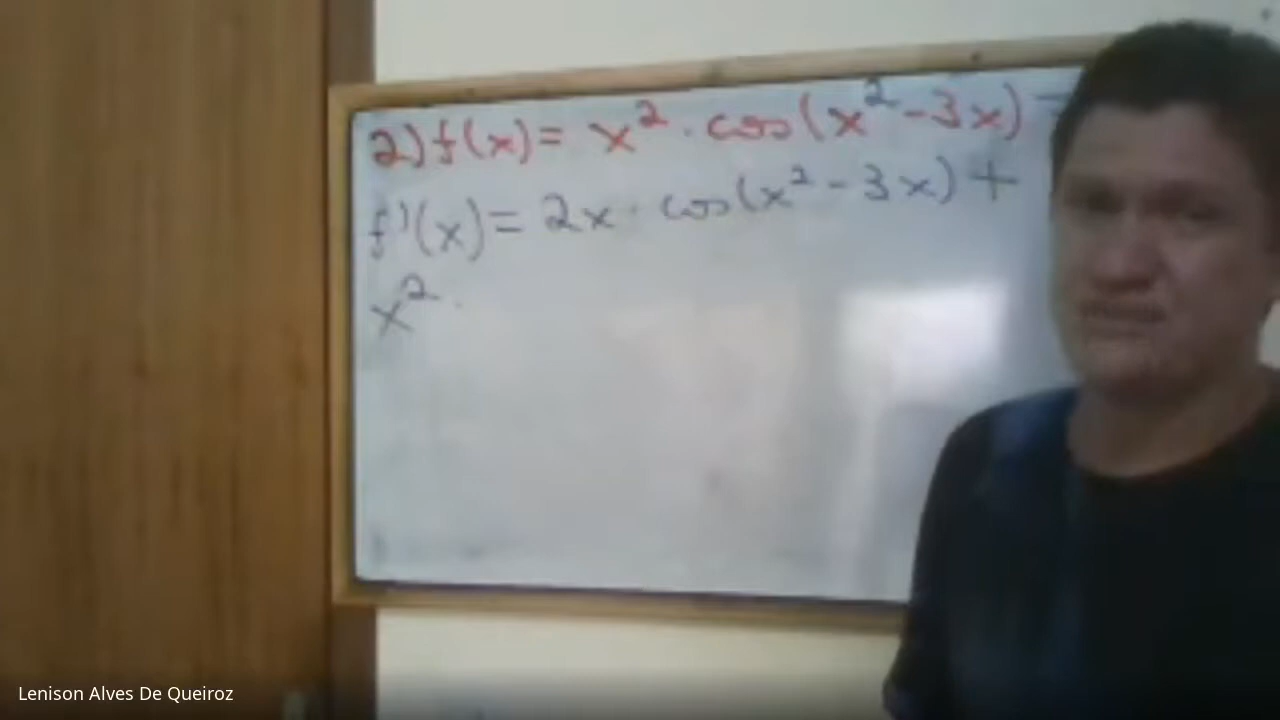 2) f(x) = x² · cos(x² - 3x)
f'(x) = 2x · cos(x² - 3x) +
x² ·
Lenison Alves De Queiroz